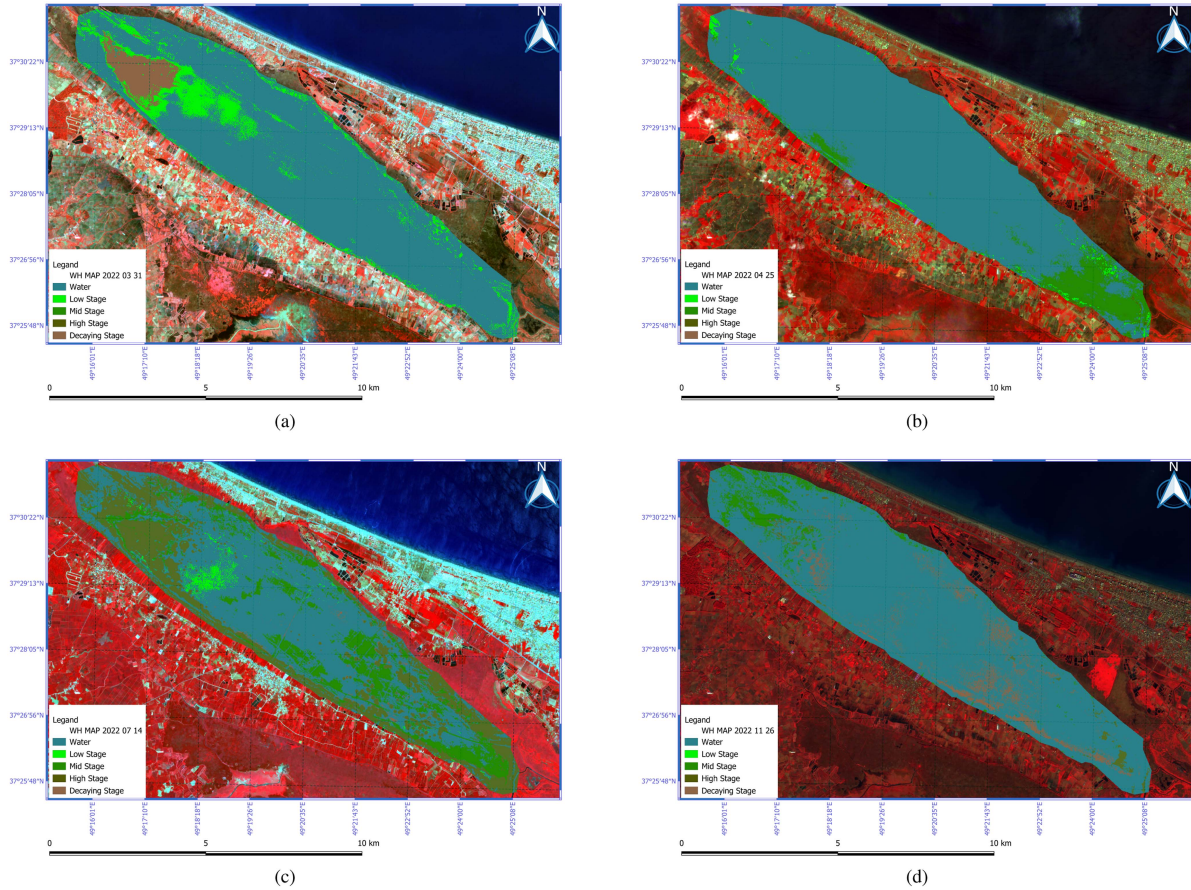 N
37°30'22"N
37°29'13"N
37°28'05"N
37°26'56"N
37°25'48"N
Legand
WH MAP 2022 03 31
Water
Low Stage
Mid Stage
High Stage
Decaying Stage
49°16'01"E
49°17'10"E
49°18'18"E
49°19'26"E
49°20'35"E
49°21'43"E
49°22'52"E
49°24'00"E
49°25'08"E
0 5 10 km
(a)
N
37°30'22"N
37°29'13"N
37°28'05"N
37°26'56"N
37°25'48"N
Legand
WH MAP 2022 04 25
Water
Low Stage
Mid Stage
High Stage
Decaying Stage
49°16'01"E
49°17'10"E
49°18'18"E
49°19'26"E
49°20'35"E
49°21'43"E
49°22'52"E
49°24'00"E
49°25'08"E
0 5 10 km
(b)
N
37°30'22"N
37°29'13"N
37°28'05"N
37°26'56"N
37°25'48"N
Legand
WH MAP 2022 07 14
Water
Low Stage
Mid Stage
High Stage
Decaying Stage
49°16'01"E
49°17'10"E
49°18'18"E
49°19'26"E
49°20'35"E
49°21'43"E
49°22'52"E
49°24'00"E
49°25'08"E
0 5 10 km
(c)
N
37°30'22"N
37°29'13"N
37°28'05"N
37°26'56"N
37°25'48"N
Legand
WH MAP 2022 11 26
Water
Low Stage
Mid Stage
High Stage
Decaying Stage
49°16'01"E
49°17'10"E
49°18'18"E
49°19'26"E
49°20'35"E
49°21'43"E
49°22'52"E
49°24'00"E
49°25'08"E
0 5 10 km
(d)